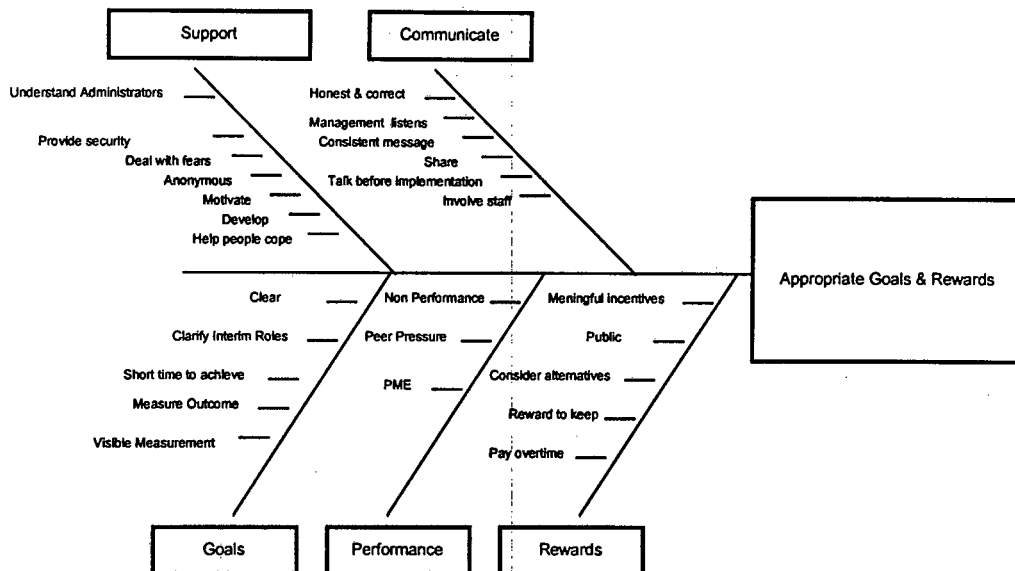 Support
Communicate
Understand Administrators
Provide security
Deal with fears
Anonymous
Motivate
Develop
Help people cope
Honest & correct
Management listens
Consistent message
Share
Talk before implementation
Involve staff
Appropriate Goals & Rewards
Clear
Clarify Interim Roles
Short time to achieve
Measure Outcome
Visible Measurement
Non Performance
Peer Pressure
PME
Meaningful incentives
Public
Consider alternatives
Reward to keep
Pay overtime
Goals
Performance
Rewards